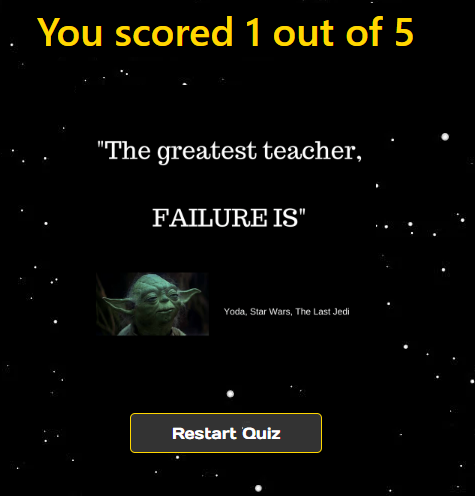 You scored 1 out of 5
"The greatest teacher,
FAILURE IS"
Yoda, Star Wars, The Last Jedi
Restart Quiz